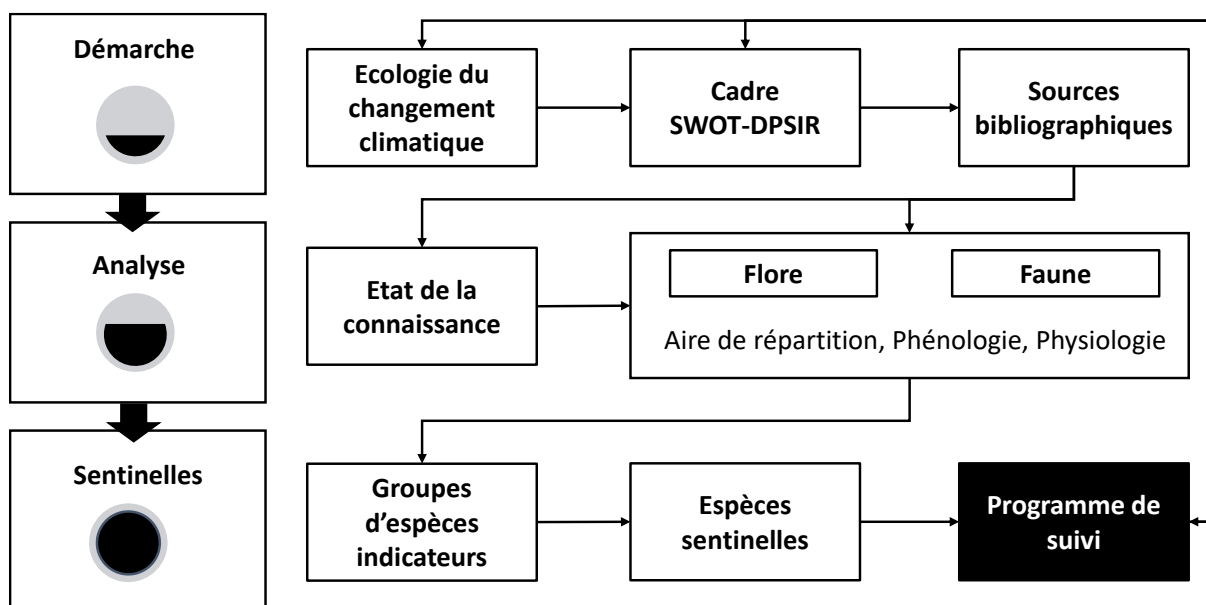 Démarche
Ecologie du
changement
climatique
Cadre
SWOT-DPSIR
Sources
bibliographiques
Analyse
Etat de la
connaissance
Flore
Faune
Aire de répartition, Phénologie, Physiologie
Sentinelles
Groupes
d’espèces
indicateurs
Espèces
sentinelles
Programme de
suivi